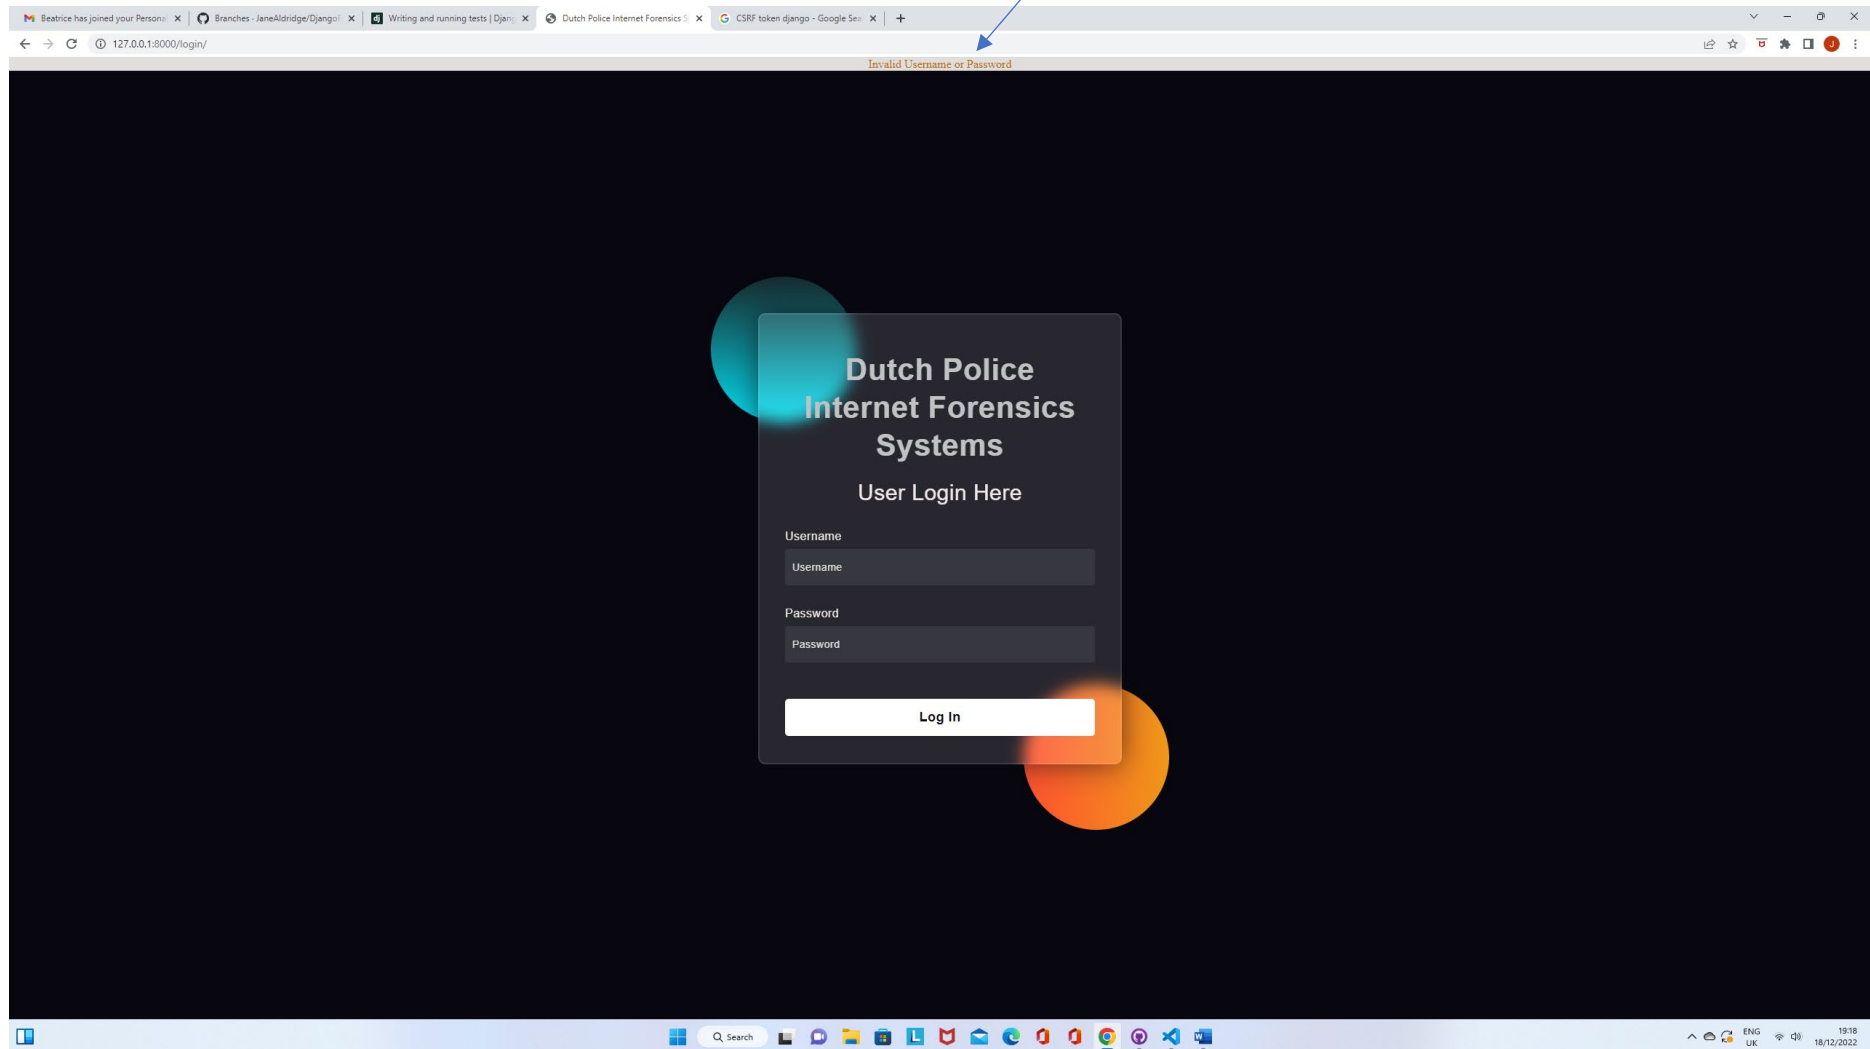 Beatrice has joined your Persona
Branches - JaneAldridge/Django
Writing and running tests | Djang
Dutch Police Internet Forensics S
CSRF token django - Google Sea
127.0.0.1:8000/login/
J
Invalid Username or Password
Dutch Police
Internet Forensics
Systems
User Login Here
Username
Username
Password
Password
Log In
Search
ENG
UK
19:18
18/12/2022